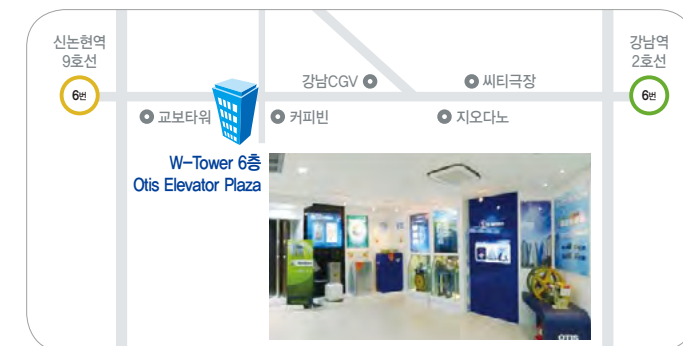 신논현역
9호선
6번
강남역
2호선
6번
강남CGV
씨티극장
교보타워
커피빈
지오다노
W-Tower 6층
Otis Elevator Plaza
OTIS